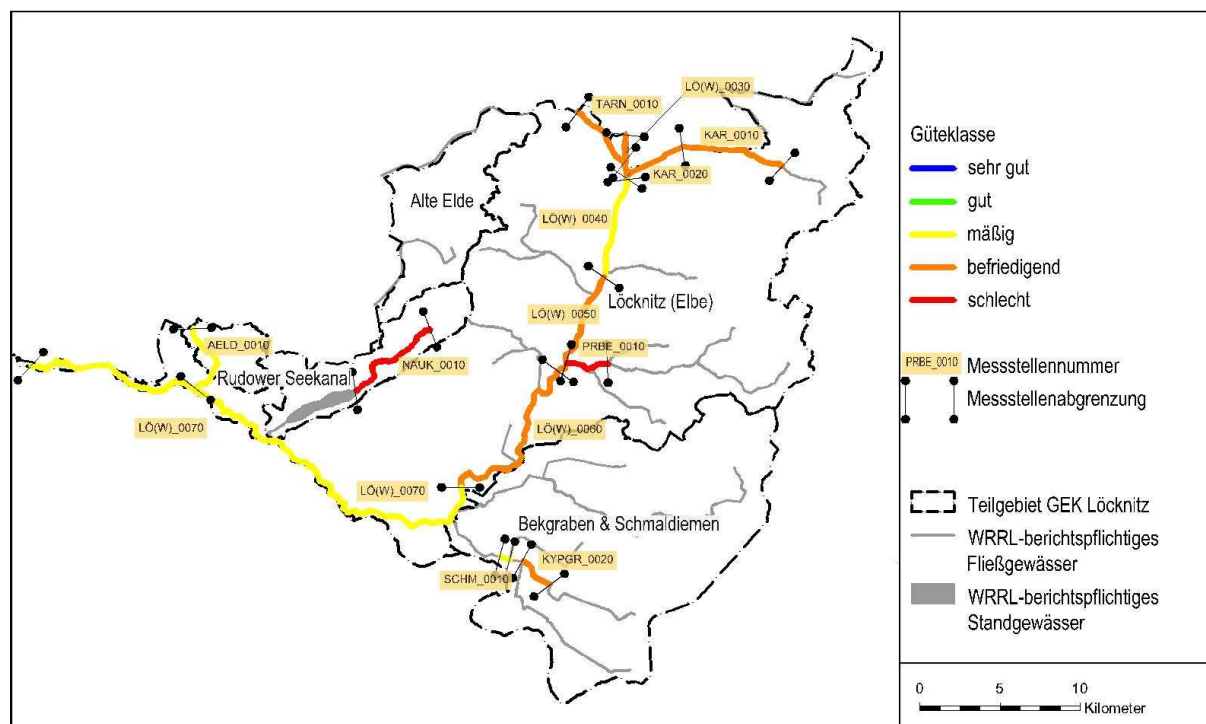 LÖ(W)_0030
TARN_0010
KAR_0010
KAR_0020
Alte Elde
LÖ(W)_0040
Löcknitz (Elbe)
LÖ(W)_0050
AELD_0010
PRBE_0010
NAUK_0010
Rudower Seekanal
LÖ(W)_0070
LÖ(W)_0060
LÖ(W)_0070
Bekgraben & Schmaldiemen
KYPGR_0020
SCHM_0010
Güteklasse
sehr gut
gut
mäßig
befriedigend
schlecht
PRBE_0010
Messstellennummer
Messstellenabgrenzung
Teilgebiet GEK Löcknitz
WRRL-berichtspflichtiges
Fließgewässer
WRRL-berichtspflichtiges
Standgewässer
0 5 10
Kilometer